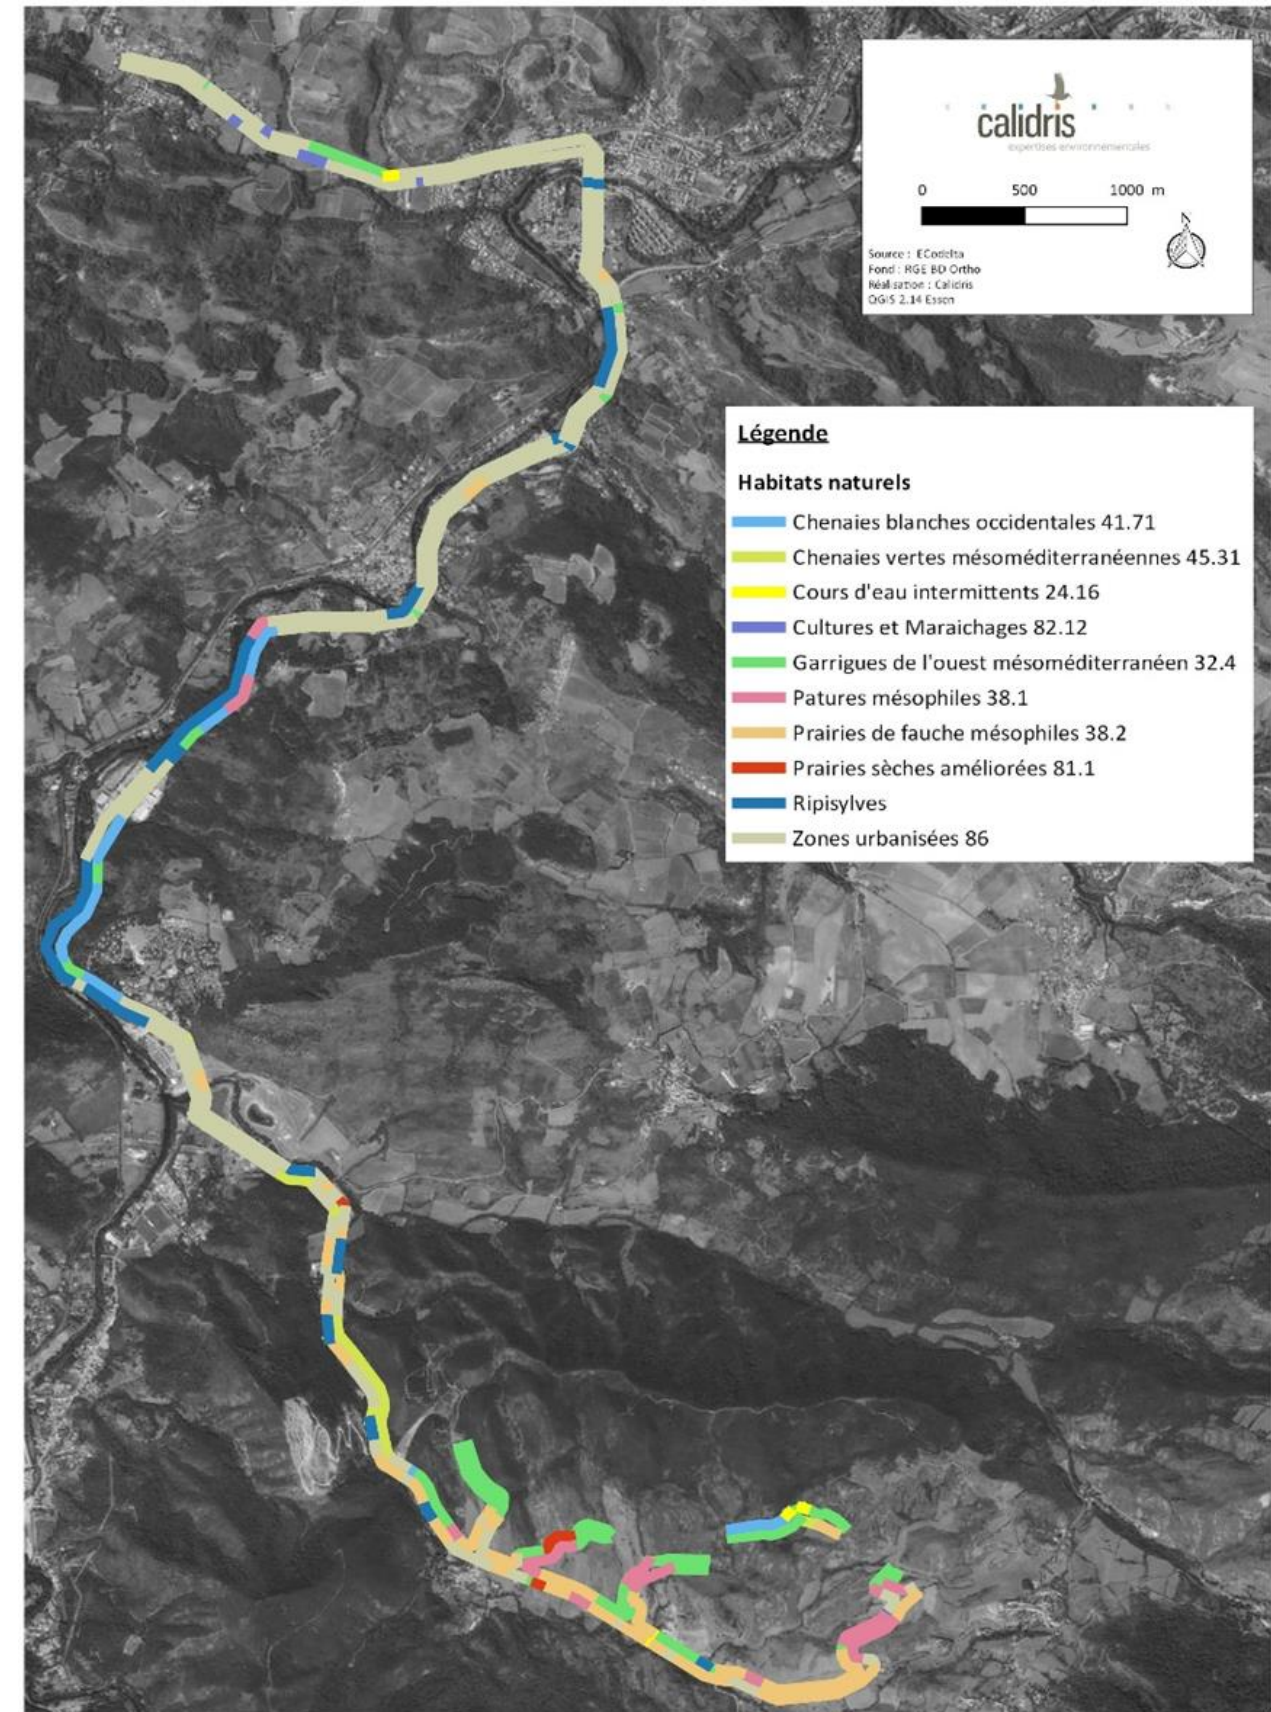 calidris
expertises environnementales
0 500 1000 m
N
Source : ECodelta
Fond : RGE BD Ortho
Réalisation : Calidris
QGIS 2.14 Essen
Légende
Habitats naturels
Chenaies blanches occidentales 41.71
Chenaies vertes mésoméditerranéennes 45.31
Cours d'eau intermittents 24.16
Cultures et Maraichages 82.12
Garrigues de l'ouest mésoméditerranéen 32.4
Patures mésophiles 38.1
Prairies de fauche mésophiles 38.2
Prairies sèches améliorées 81.1
Ripisylves
Zones urbanisées 86